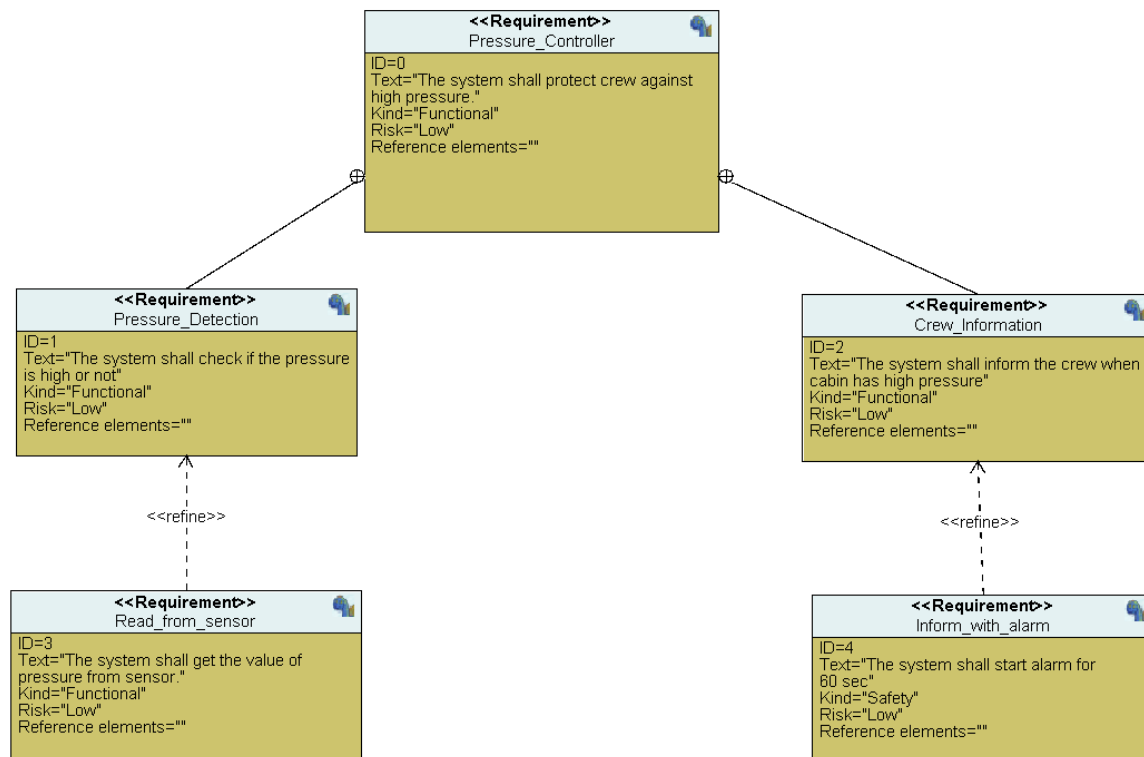 <<Requirement>>
Pressure_Controller
ID=0
Text="The system shall protect crew against
high pressure."
Kind="Functional"
Risk="Low"
Reference elements=""
<<Requirement>>
Pressure_Detection
ID=1
Text="The system shall check if the pressure
is high or not"
Kind="Functional"
Risk="Low"
Reference elements=""
<<Requirement>>
Crew_Information
ID=2
Text="The system shall inform the crew when
cabin has high pressure"
Kind="Functional"
Risk="Low"
Reference elements=""
<<refine>>
<<refine>>
<<Requirement>>
Read_from_sensor
ID=3
Text="The system shall get the value of
pressure from sensor."
Kind="Functional"
Risk="Low"
Reference elements=""
<<Requirement>>
Inform_with_alarm
ID=4
Text="The system shall start alarm for
60 sec"
Kind="Safety"
Risk="Low"
Reference elements=""